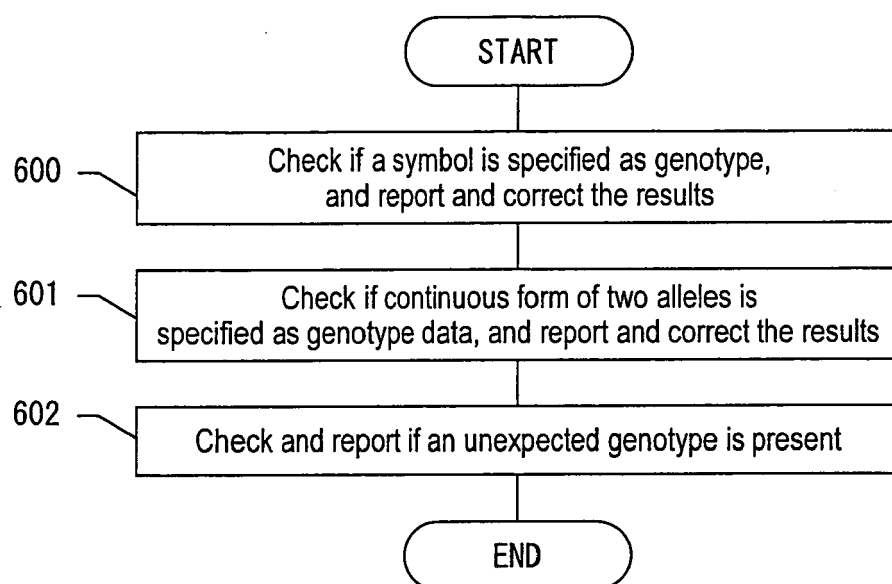 START
600
Check if a symbol is specified as genotype,
and report and correct the results
601
Check if continuous form of two alleles is
specified as genotype data, and report and correct the results
602
Check and report if an unexpected genotype is present
END